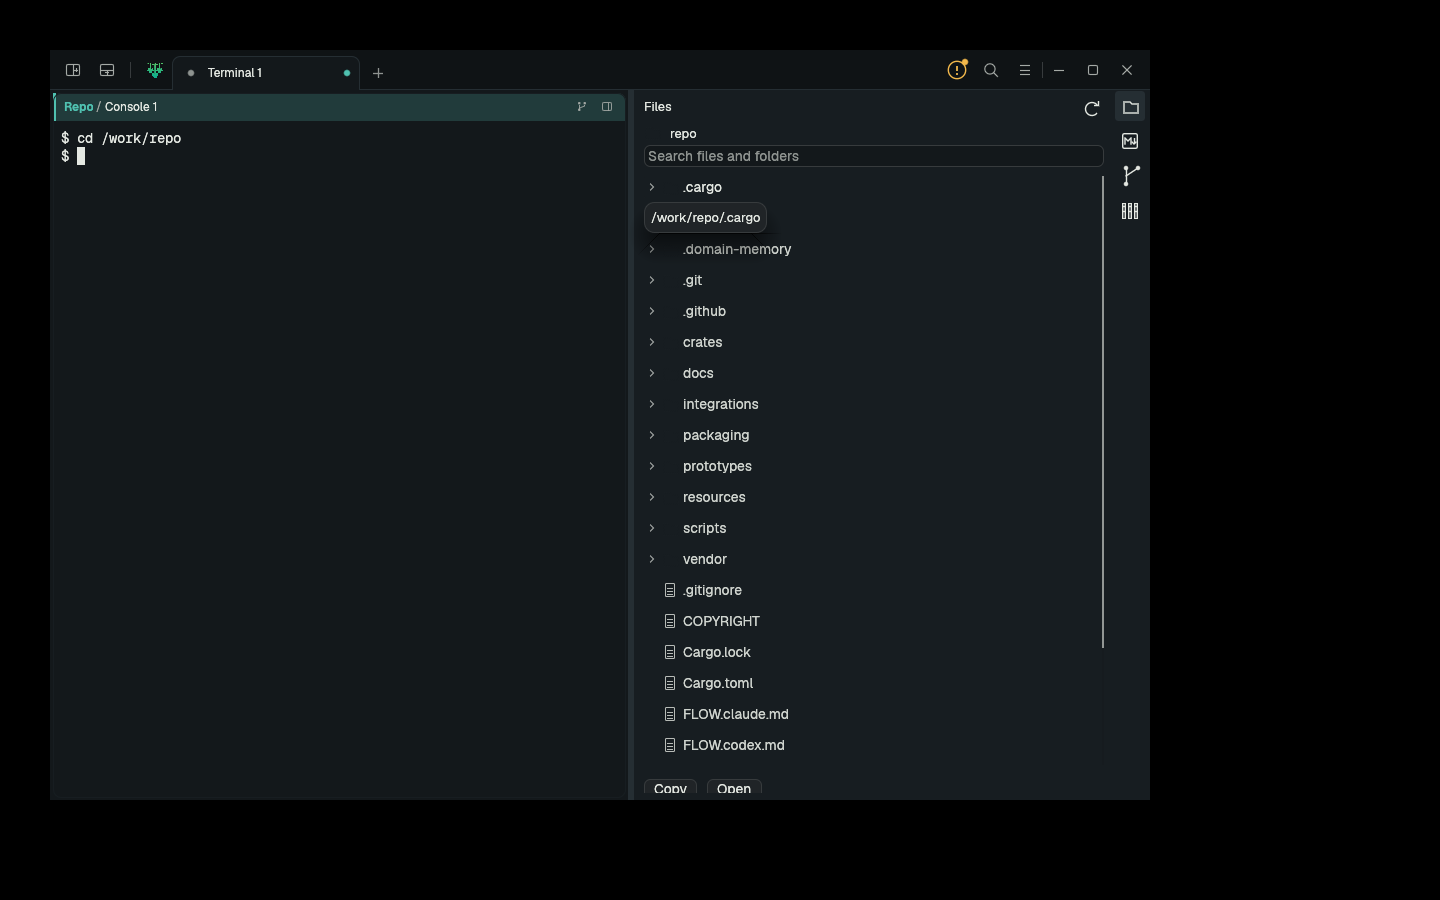 Terminal 1
Repo / Console 1
$ cd /work/repo
$
Files
repo
Search files and folders
.cargo
/work/repo/.cargo
.domain-memory
.git
.github
crates
docs
integrations
packaging
prototypes
resources
scripts
vendor
.gitignore
COPYRIGHT
Cargo.lock
Cargo.toml
FLOW.claude.md
FLOW.codex.md
Copy Open